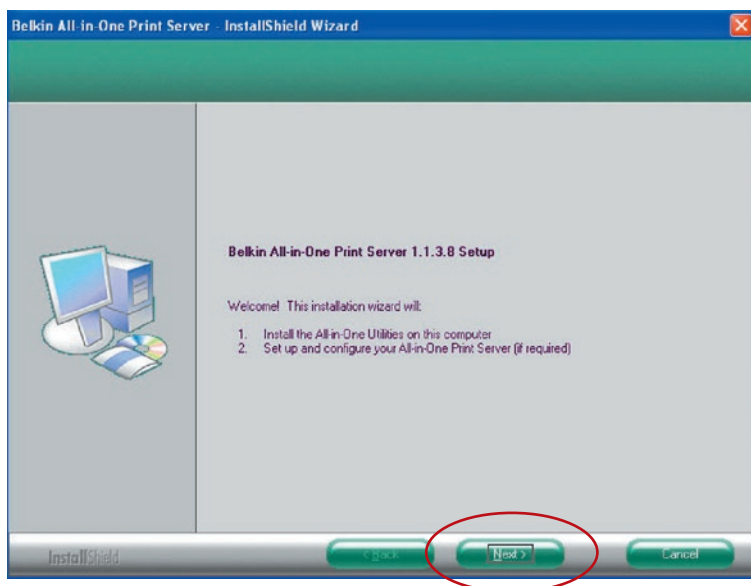 Belkin All-in-One Print Server - InstallShield Wizard
Belkin All-in-One Print Server 1.1.3.8 Setup
Welcome! This installation wizard will:
1. Install the All-in-One Utilities on this computer
2. Set up and configure your All-in-One Print Server (if required)
InstallShield
< Back
Next >
Cancel